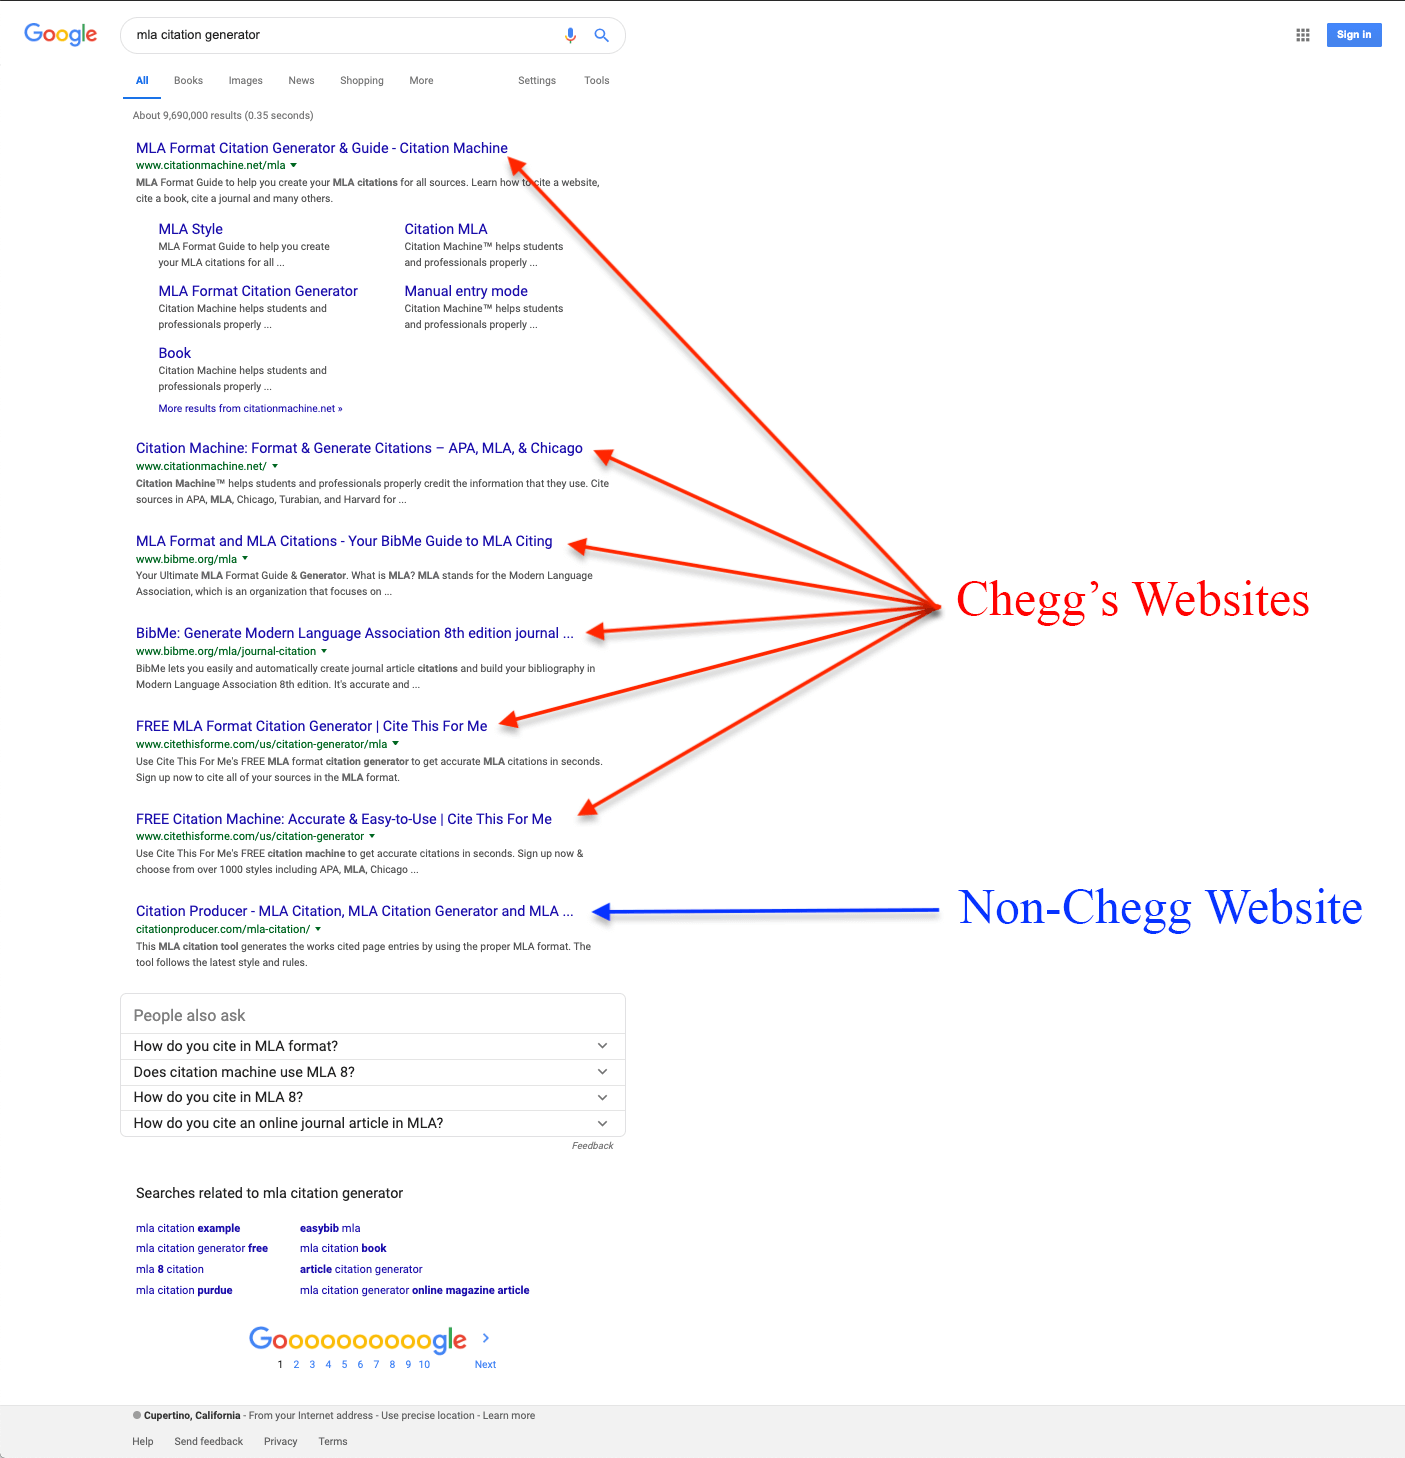 Google
mla citation generator
Sign in
All Books Images News Shopping More Settings Tools
About 9,690,000 results (0.35 seconds)
MLA Format Citation Generator & Guide - Citation Machine
www.citationmachine.net/mla
MLA Format Guide to help you create your MLA citations for all sources. Learn how to cite a website,
cite a book, cite a journal and many others.
MLA Style
MLA Format Guide to help you create
your MLA citations for all ...
Citation MLA
Citation Machine™ helps students
and professionals properly ...
MLA Format Citation Generator
Citation Machine helps students and
professionals properly ...
Manual entry mode
Citation Machine™ helps students
and professionals properly ...
Book
Citation Machine helps students and
professionals properly ...
More results from citationmachine.net »
Citation Machine: Format & Generate Citations – APA, MLA, & Chicago
www.citationmachine.net/
Citation Machine™ helps students and professionals properly credit the information that they use. Cite
sources in APA, MLA, Chicago, Turabian, and Harvard for ...
MLA Format and MLA Citations - Your BibMe Guide to MLA Citing
www.bibme.org/mla
Your Ultimate MLA Format Guide & Generator. What is MLA? MLA stands for the Modern Language
Association, which is an organization that focuses on ...
Chegg's Websites
BibMe: Generate Modern Language Association 8th edition journal ...
www.bibme.org/mla/journal-citation
BibMe lets you easily and automatically create journal article citations and build your bibliography in
Modern Language Association 8th edition. It's accurate and ...
FREE MLA Format Citation Generator | Cite This For Me
www.citethisforme.com/us/citation-generator/mla
Use Cite This For Me's FREE MLA format citation generator to get accurate MLA citations in seconds.
Sign up now to cite all of your sources in the MLA format.
FREE Citation Machine: Accurate & Easy-to-Use | Cite This For Me
www.citethisforme.com/us/citation-generator
Use Cite This For Me's FREE citation machine to get accurate citations in seconds. Sign up now &
choose from over 1000 styles including APA, MLA, Chicago ...
Citation Producer - MLA Citation, MLA Citation Generator and MLA ...
Non-Chegg Website
citationproducer.com/mla-citation/
This MLA citation tool generates the works cited page entries by using the proper MLA format. The
tool follows the latest style and rules.
People also ask
How do you cite in MLA format?
Does citation machine use MLA 8?
How do you cite in MLA 8?
How do you cite an online journal article in MLA?
Feedback
Searches related to mla citation generator
mla citation example
easybib mla
mla citation generator free
mla citation book
mla 8 citation
article citation generator
mla citation purdue
mla citation generator online magazine article
Goooooooooogle
1 2 3 4 5 6 7 8 9 10 Next
Cupertino, California - From your Internet address - Use precise location - Learn more
Help Send feedback Privacy Terms